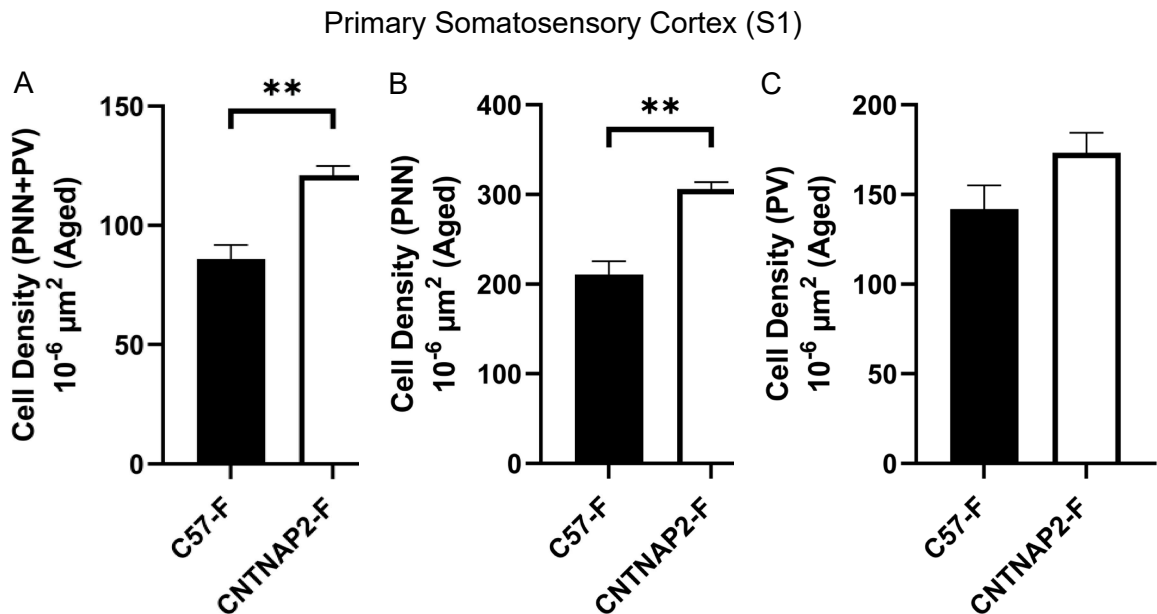 Primary Somatosensory Cortex (S1)
A
Cell Density (PNN+PV)
10⁻⁶ µm² (Aged)
150
100
50
0
**
C57-F
CNTNAP2-F
B
Cell Density (PNN)
10⁻⁶ µm² (Aged)
400
300
200
100
0
**
C57-F
CNTNAP2-F
C
Cell Density (PV)
10⁻⁶ µm² (Aged)
200
150
100
50
0
C57-F
CNTNAP2-F